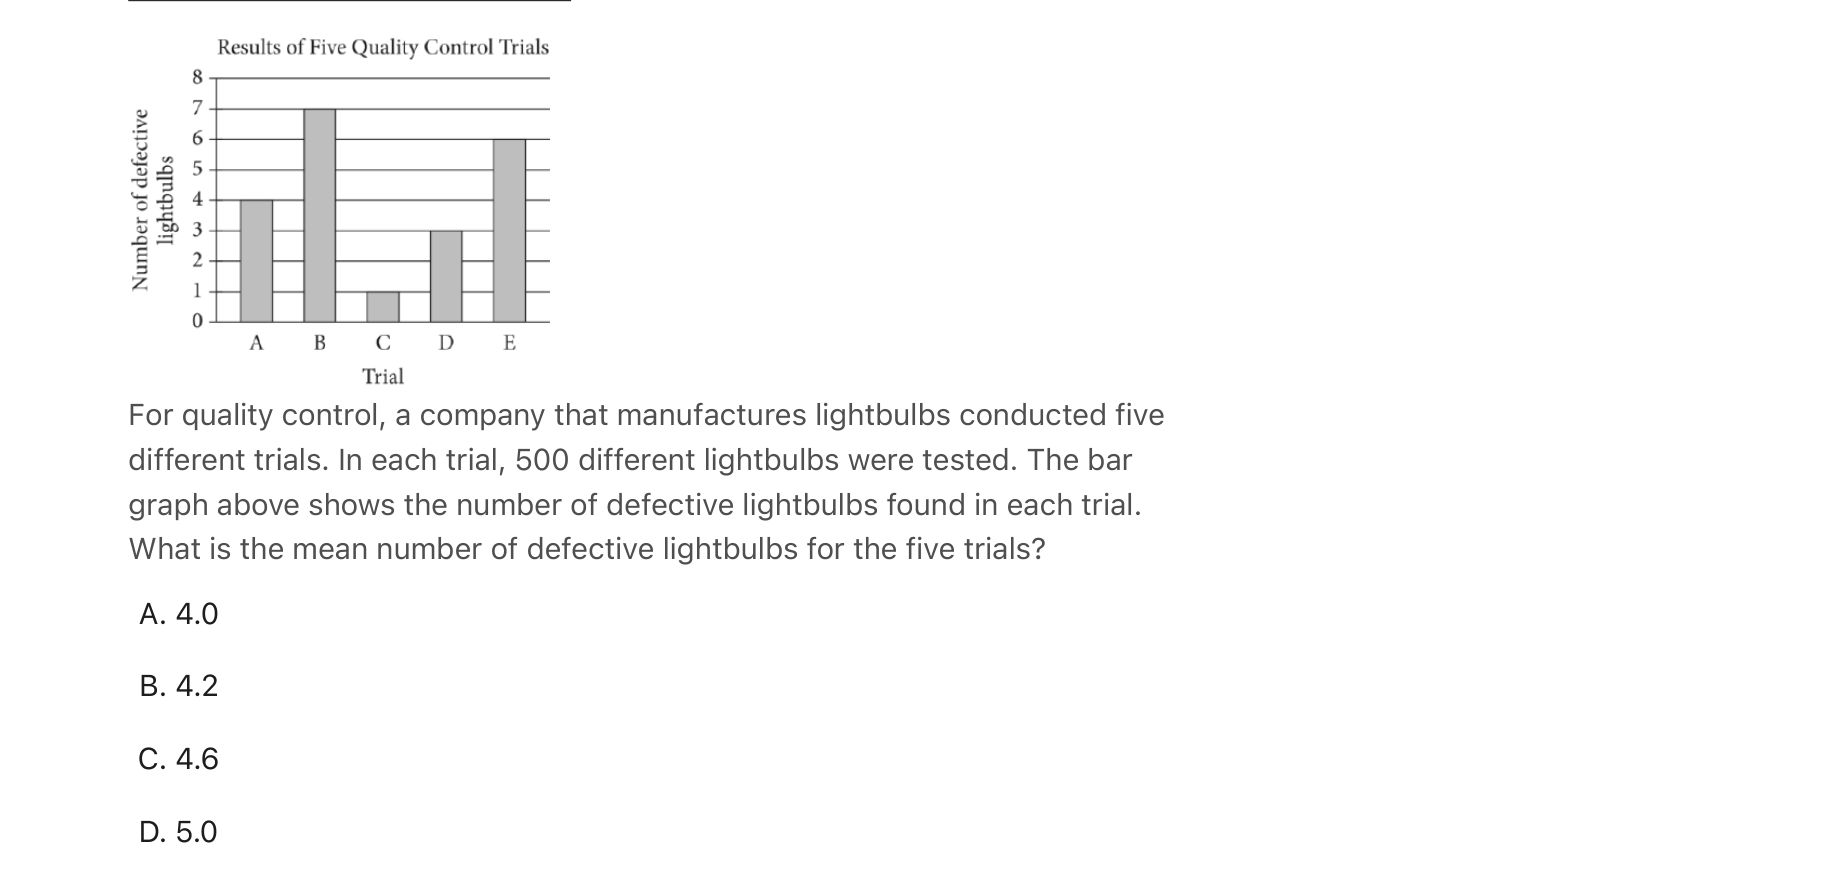 Results of Five Quality Control Trials
8
7
6
5
4
3
2
1
0
Number of defective
lightbulbs
A B C D E
Trial
For quality control, a company that manufactures lightbulbs conducted five
different trials. In each trial, 500 different lightbulbs were tested. The bar
graph above shows the number of defective lightbulbs found in each trial.
What is the mean number of defective lightbulbs for the five trials?
A. 4.0
B. 4.2
C. 4.6
D. 5.0